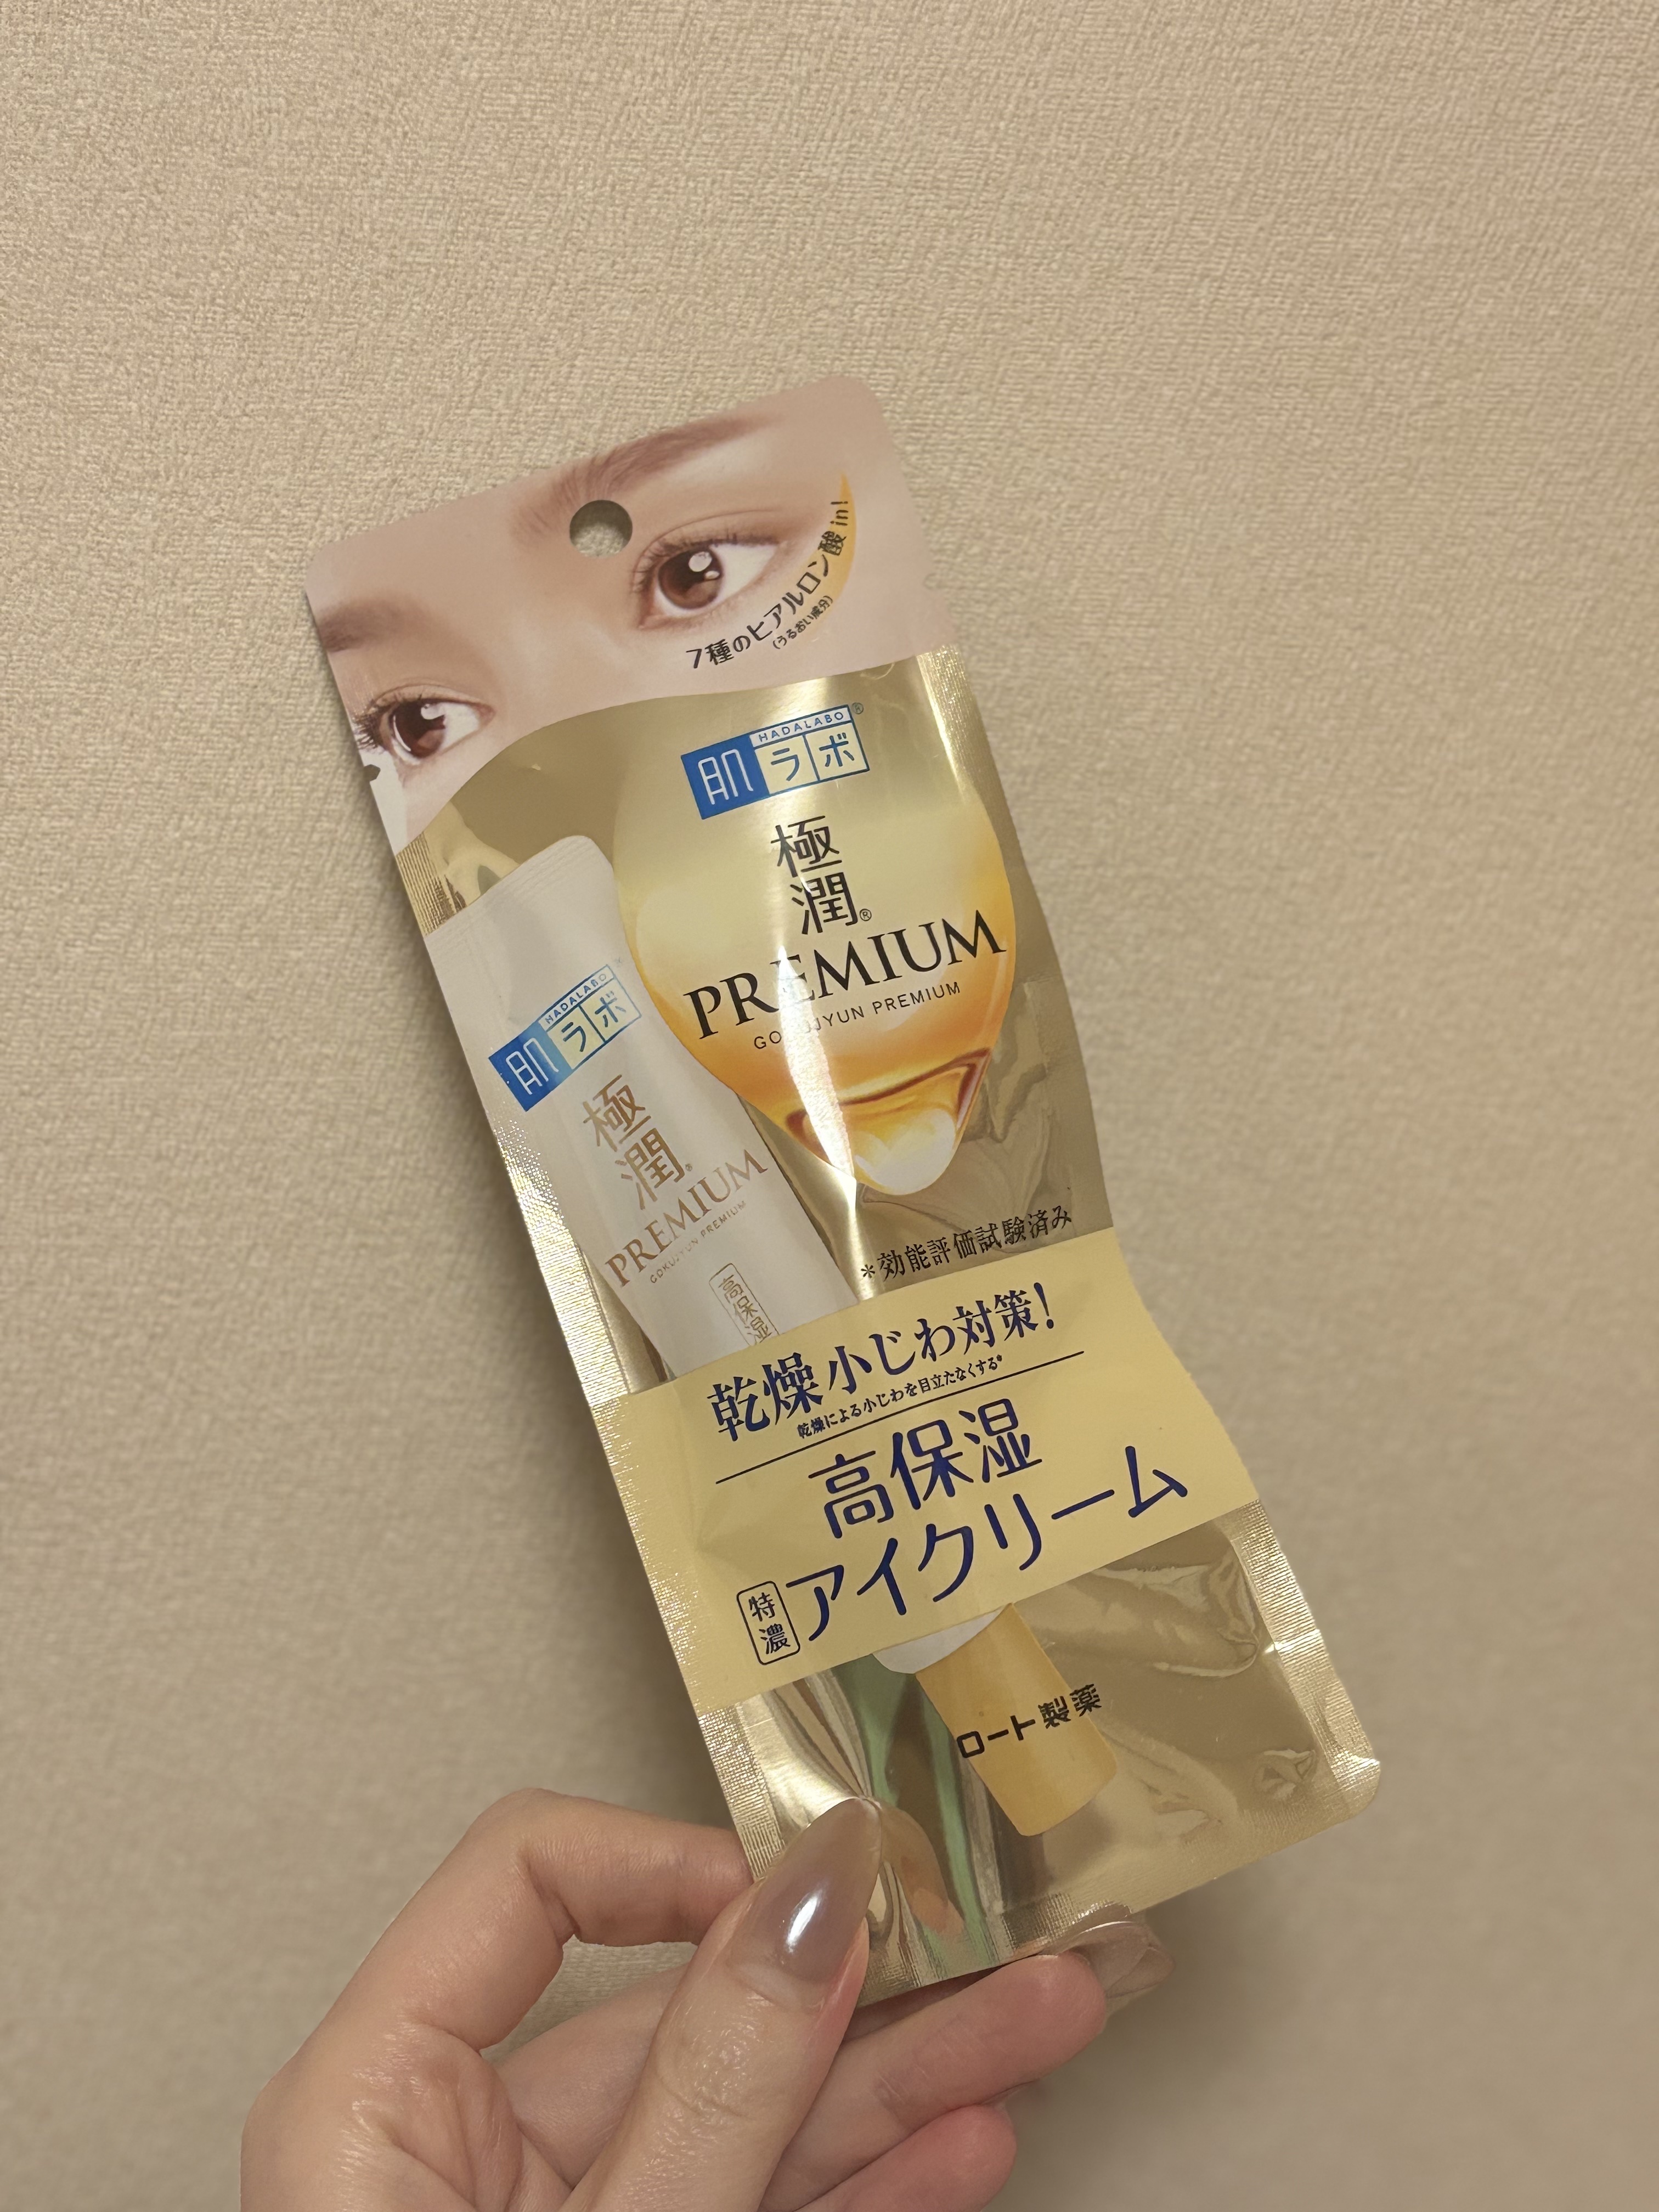 7種のヒアルロン酸in!
(うるおい成分)
HADALABO®
肌ラボ
極
潤®
PREMIUM
GOKUJYUN PREMIUM
HADALABO
肌ラボ
極
潤®
PREMIUM
GOKUJYUN PREMIUM
高保湿
*効能評価試験済み
乾燥小じわ対策!
乾燥による小じわを目立たなくする*
高保湿
特濃 アイクリーム
ロート製薬